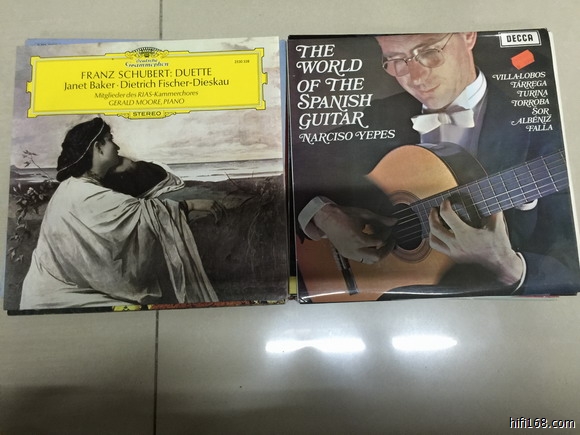 Deutsche
Grammophon
FRANZ SCHUBERT: DUETTE
Janet Baker · Dietrich Fischer-Dieskau
Mitglieder des RIAS-Kammerchores
GERALD MOORE, PIANO
STEREO
DECCA
THE
WORLD
OF THE
SPANISH
GUITAR
NARCISO YEPES
VILLA-LOBOS
TÁRREGA
TURINA
TORROBA
SOR
ALBÉNIZ
FALLA
hifi168.com